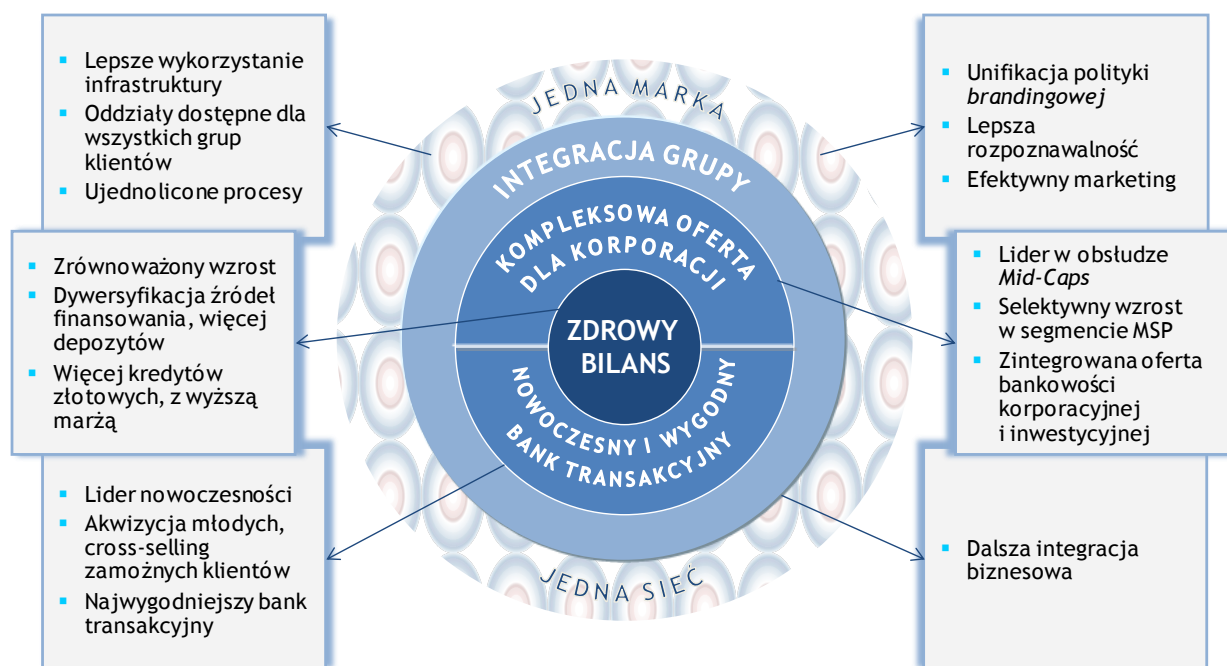 Lepsze wykorzystanie
infrastruktury
Oddziały dostępne dla
wszystkich grup
klientów
Ujednolicone procesy
Zrównoważony wzrost
Dywersyfikacja źródeł
finansowania, więcej
depozytów
Więcej kredytów
złotowych, z wyższą
marżą
Lider nowoczesności
Akwizycja młodych,
cross-selling
zamożnych klientów
Najwygodniejszy bank
transakcyjny
JEDNA MARKA
INTEGRACJA GRUPY
KOMPLEKSOWA OFERTA
DLA KORPORACJI
ZDROWY
BILANS
NOWOCZESNY I WYGODNY
BANK TRANSAKCYJNY
JEDNA SIEĆ
Unifikacja polityki
brandingowej
Lepsza
rozpoznawalność
Efektywny marketing
Lider w obsłudze
Mid-Caps
Selektywny wzrost
w segmencie MSP
Zintegrowana oferta
bankowości
korporacyjnej
i inwestycyjnej
Dalsza integracja
biznesowa